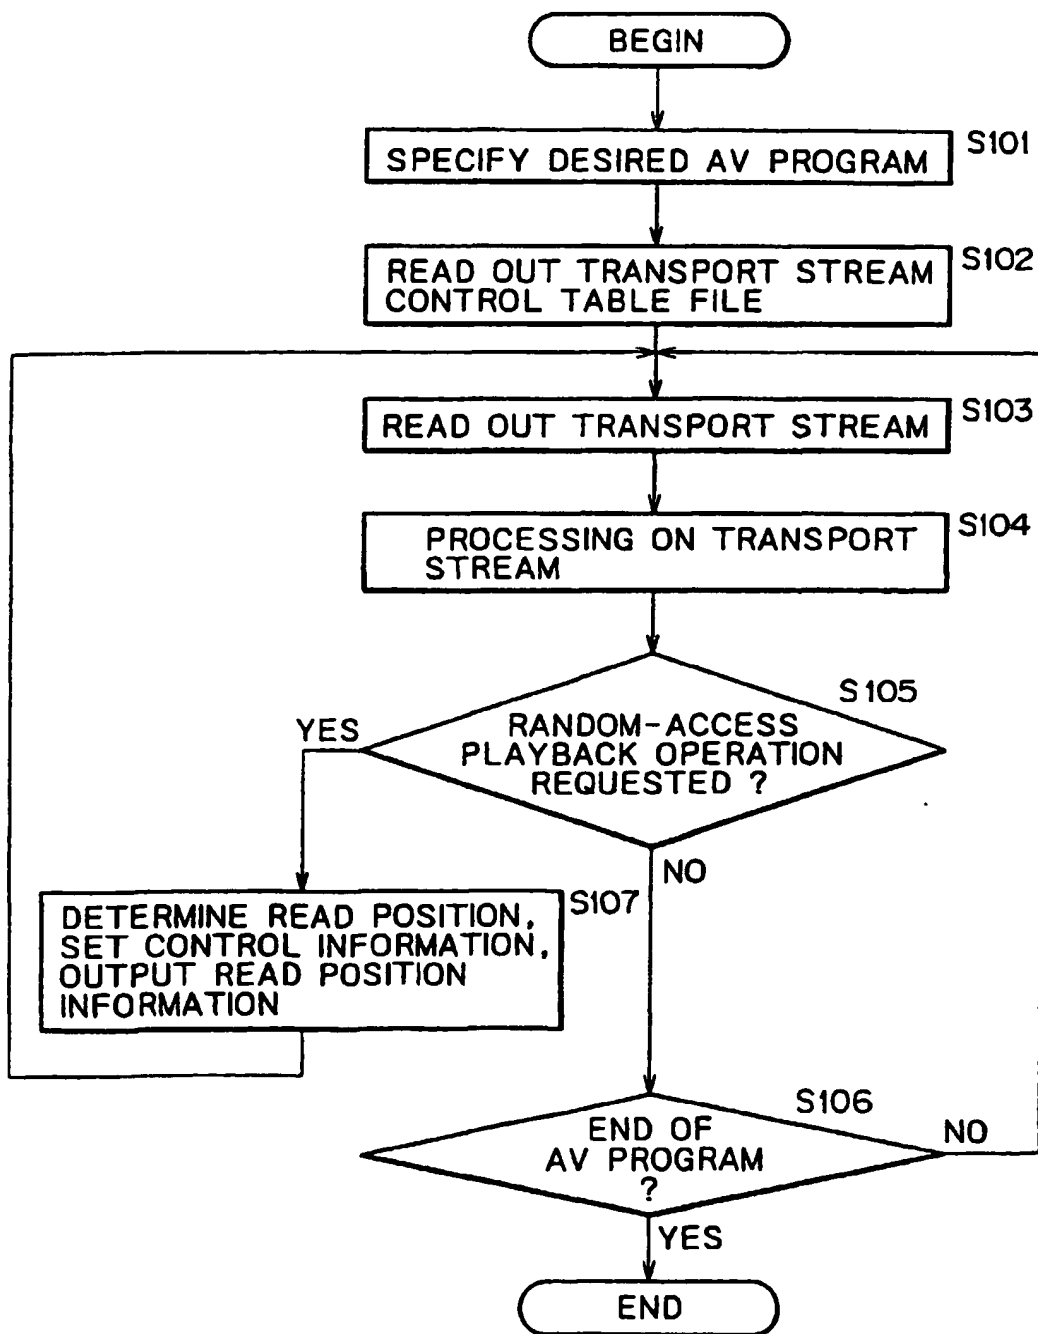 BEGIN
S101
SPECIFY DESIRED AV PROGRAM
S102
READ OUT TRANSPORT STREAM
CONTROL TABLE FILE
S103
READ OUT TRANSPORT STREAM
S104
PROCESSING ON TRANSPORT
STREAM
S105
YES
RANDOM-ACCESS
PLAYBACK OPERATION
REQUESTED ?
NO
S107
DETERMINE READ POSITION,
SET CONTROL INFORMATION,
OUTPUT READ POSITION
INFORMATION
S106
END OF
AV PROGRAM
?
NO
YES
END